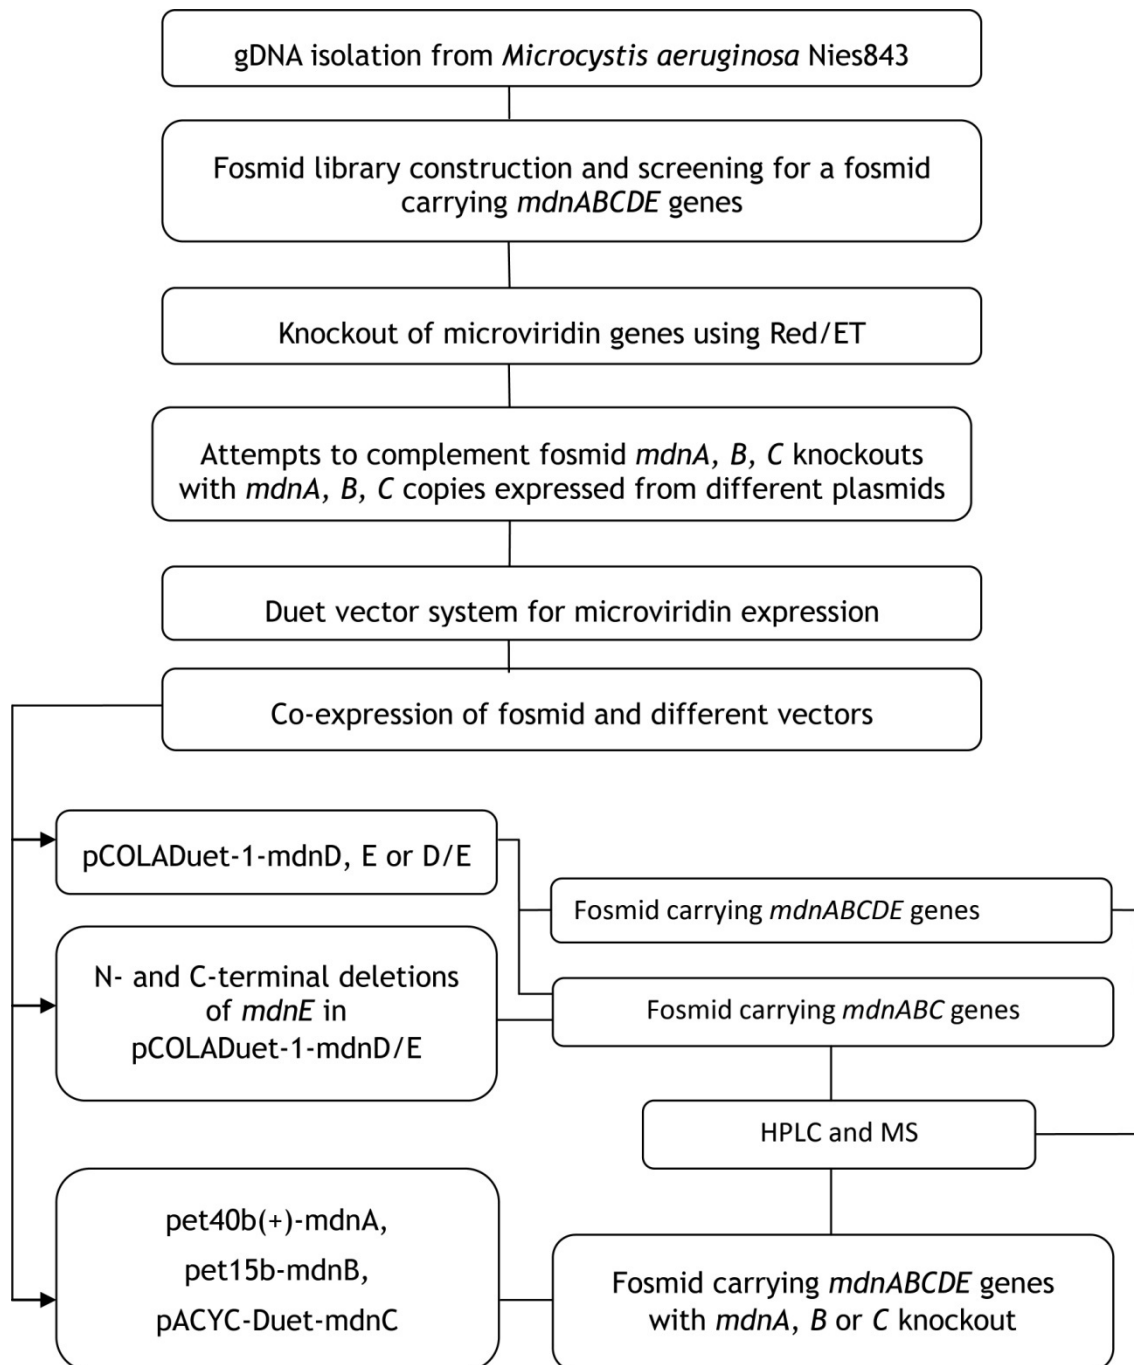 gDNA isolation from Microcystis aeruginosa Nies843
Fosmid library construction and screening for a fosmid
carrying mdnABCDE genes
Knockout of microviridin genes using Red/ET
Attempts to complement fosmid mdnA, B, C knockouts
with mdnA, B, C copies expressed from different plasmids
Duet vector system for microviridin expression
Co-expression of fosmid and different vectors
pCOLADuet-1-mdnD, E or D/E
Fosmid carrying mdnABCDE genes
N- and C-terminal deletions
of mdnE in
pCOLADuet-1-mdnD/E
Fosmid carrying mdnABC genes
HPLC and MS
pet40b(+)-mdnA,
pet15b-mdnB,
pACYC-Duet-mdnC
Fosmid carrying mdnABCDE genes
with mdnA, B or C knockout